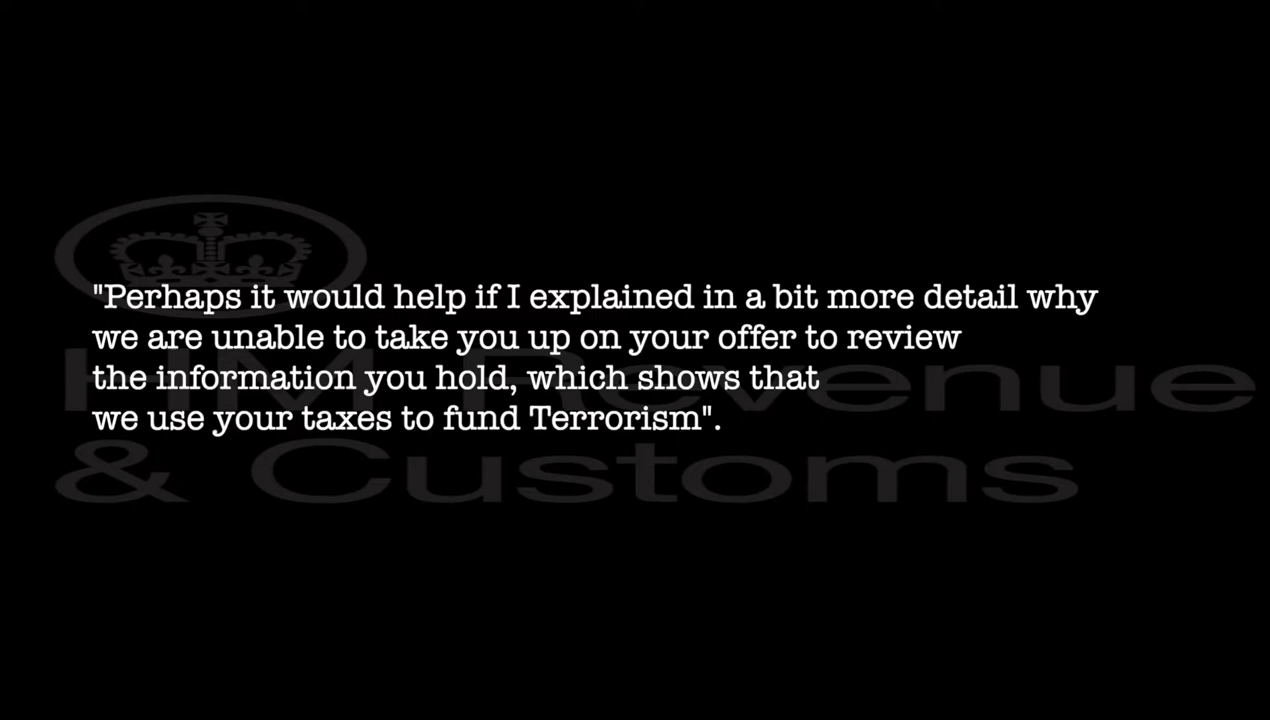 "Perhaps it would help if I explained in a bit more detail why
we are unable to take you up on your offer to review
the information you hold, which shows that
we use your taxes to fund Terrorism".
HM Revenue
& Customs